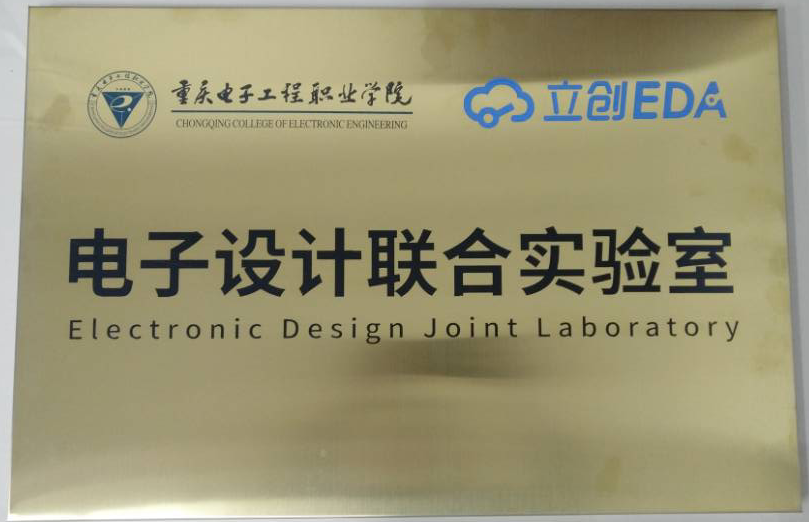 重庆电子工程职业学院
CHONGQING COLLEGE OF ELECTRONIC ENGINEERING
立创EDA
电子设计联合实验室
Electronic Design Joint Laboratory